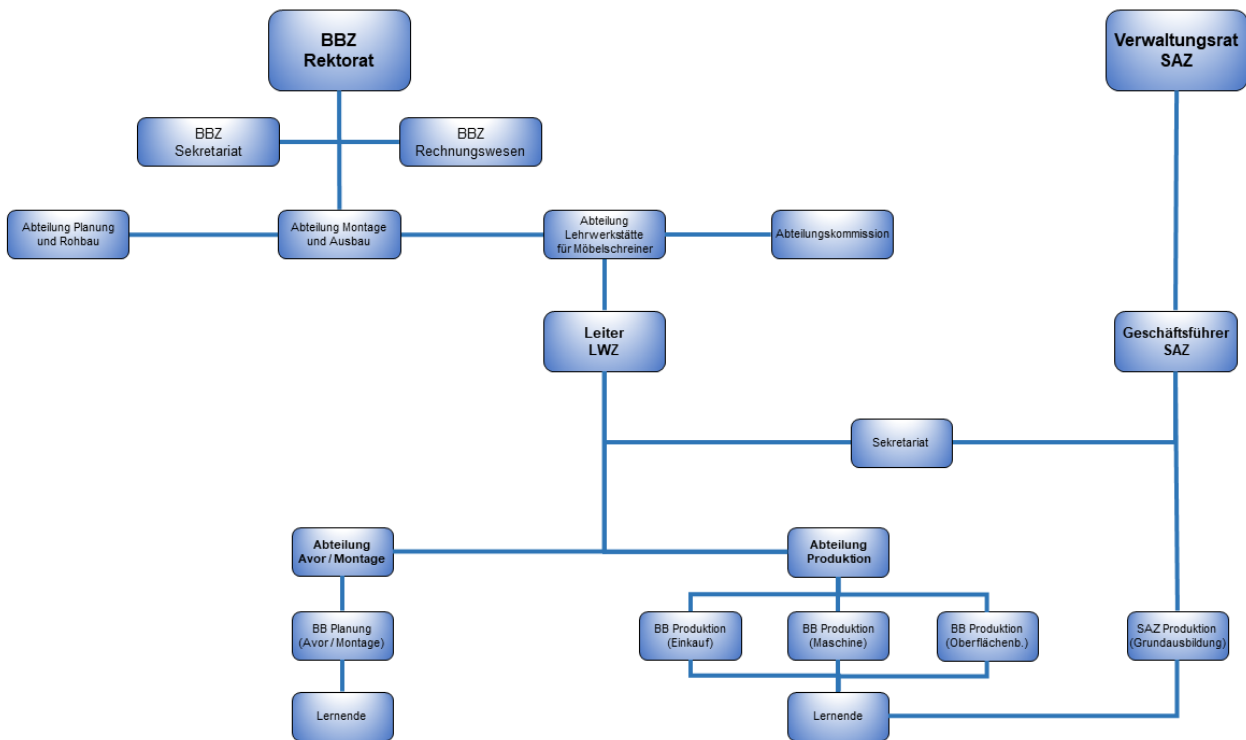 BBZ
Rektorat
Verwaltungsrat
SAZ
BBZ
Sekretariat
BBZ
Rechnungswesen
Abteilung Planung
und Rohbau
Abteilung Montage
und Ausbau
Abteilung
Lehrwerkstätte
für Möbelschreiner
Abteilungskommission
Leiter
LWZ
Geschäftsführer
SAZ
Sekretariat
Abteilung
Avor / Montage
Abteilung
Produktion
BB Planung
(Avor / Montage)
BB Produktion
(Einkauf)
BB Produktion
(Maschine)
BB Produktion
(Oberflächenb.)
SAZ Produktion
(Grundausbildung)
Lernende
Lernende